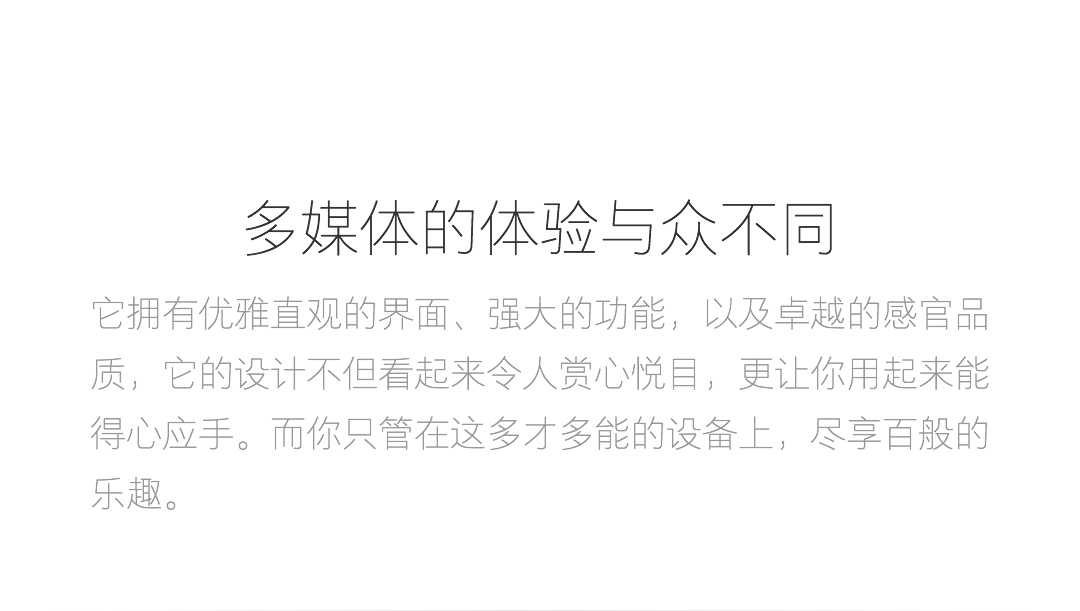 多媒体的体验与众不同
它拥有优雅直观的界面、强大的功能，以及卓越的感官品
质，它的设计不但看起来令人赏心悦目，更让你用起来能
得心应手。而你只管在这多才多能的设备上，尽享百般的
乐趣。